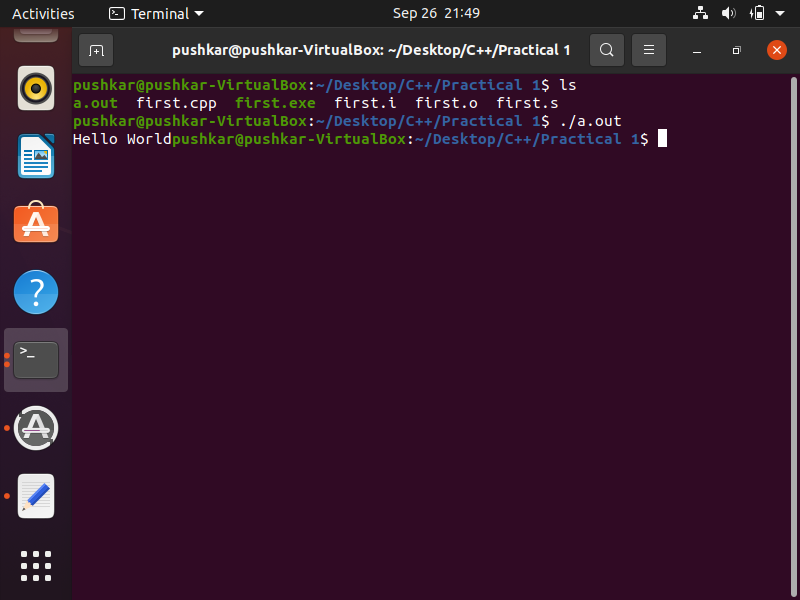 Activities Terminal Sep 26 21:49
pushkar@pushkar-VirtualBox: ~/Desktop/C++/Practical 1
pushkar@pushkar-VirtualBox:~/Desktop/C++/Practical 1$ ls
a.out first.cpp first.exe first.i first.o first.s
pushkar@pushkar-VirtualBox:~/Desktop/C++/Practical 1$ ./a.out
Hello Worldpushkar@pushkar-VirtualBox:~/Desktop/C++/Practical 1$